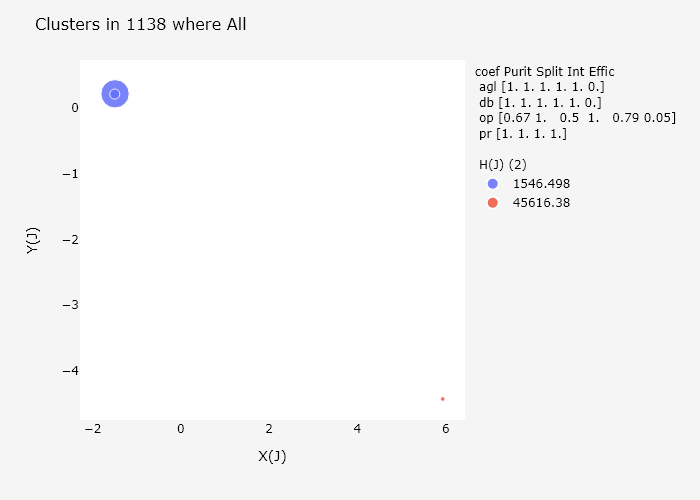 Clusters in 1138 where All
coef Purit Split Int Effic
agl [1. 1. 1. 1. 1. 0.]
db [1. 1. 1. 1. 1. 0.]
op [0.67 1.   0.5  1.   0.79 0.05]
pr [1. 1. 1. 1.]
H(J) (2)
1546.498
45616.38
Y(J)
0
−1
−2
−3
−4
−2 0 2 4 6
X(J)